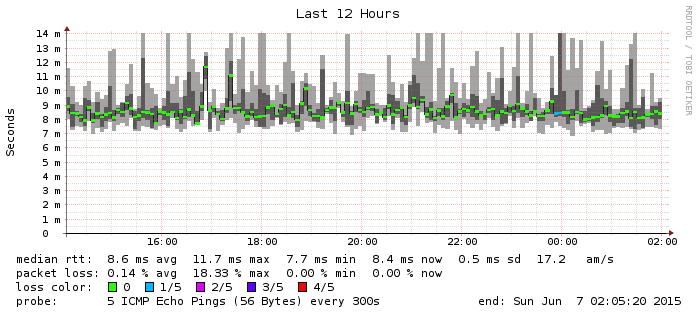 Last 12 Hours
RRDTOOL / TOBI OETIKER
Seconds
14 m
13 m
12 m
11 m
10 m
9 m
8 m
7 m
6 m
5 m
4 m
3 m
2 m
1 m
0
16:00 18:00 20:00 22:00 00:00 02:00
median rtt: 8.6 ms avg 11.7 ms max 7.7 ms min 8.4 ms now 0.5 ms sd 17.2 am/s
packet loss: 0.14 % avg 18.33 % max 0.00 % min 0.00 % now
loss color: 0 1/5 2/5 3/5 4/5
probe: 5 ICMP Echo Pings (56 Bytes) every 300s end: Sun Jun 7 02:05:20 2015